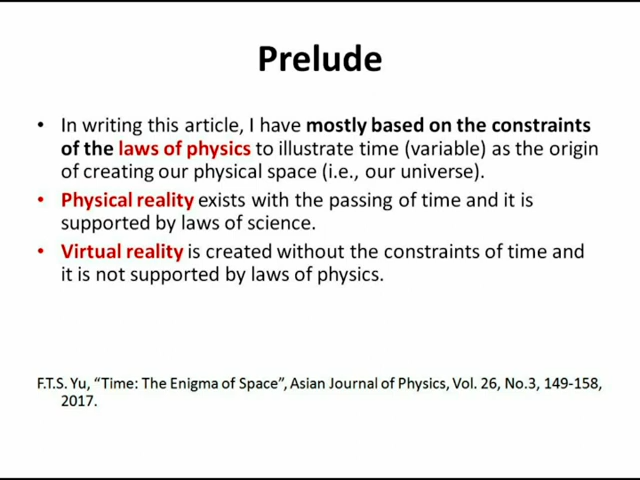 Prelude
• In writing this article, I have mostly based on the constraints
of the laws of physics to illustrate time (variable) as the origin
of creating our physical space (i.e., our universe).
• Physical reality exists with the passing of time and it is
supported by laws of science.
• Virtual reality is created without the constraints of time and
it is not supported by laws of physics.
F.T.S. Yu, “Time: The Enigma of Space”, Asian Journal of Physics, Vol. 26, No.3, 149-158,
2017.